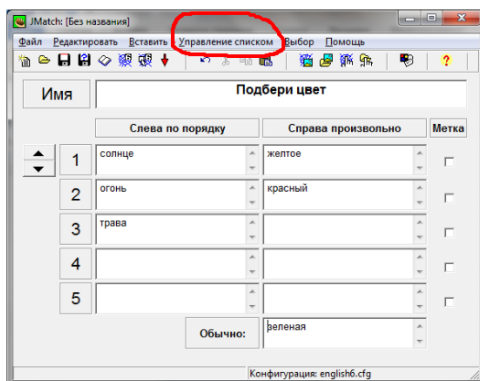 JMatch: [Без названия]
Файл Редактировать Вставить Управление списком Выбор Помощь
Имя Подбери цвет
Слева по порядку Справа произвольно Метка
1 солнце желтое
2 огонь красный
3 трава
4
5
Обычно: зеленая
Конфигурация: english6.cfg